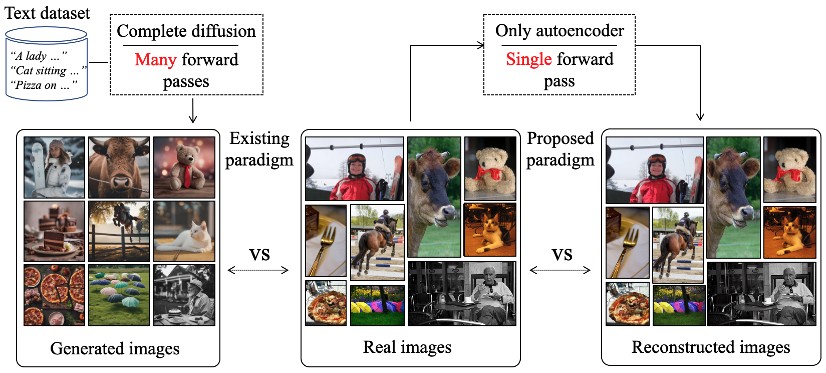 Text dataset
“A lady …”
“Cat sitting …”
“Pizza on …”
Complete diffusion
Many forward
passes
Only autoencoder
Single forward
pass
Existing
paradigm
Proposed
paradigm
vs
vs
Generated images
Real images
Reconstructed images